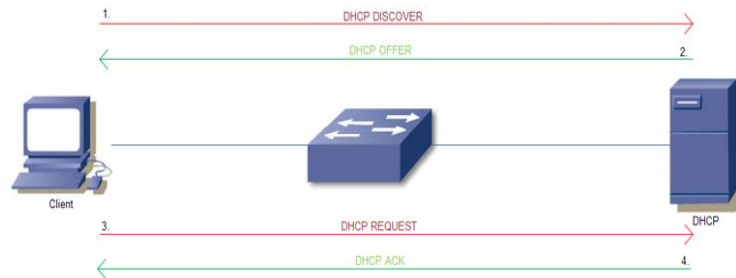 1. DHCP DISCOVER
DHCP OFFER 2.
Client
DHCP
3. DHCP REQUEST
DHCP ACK 4.